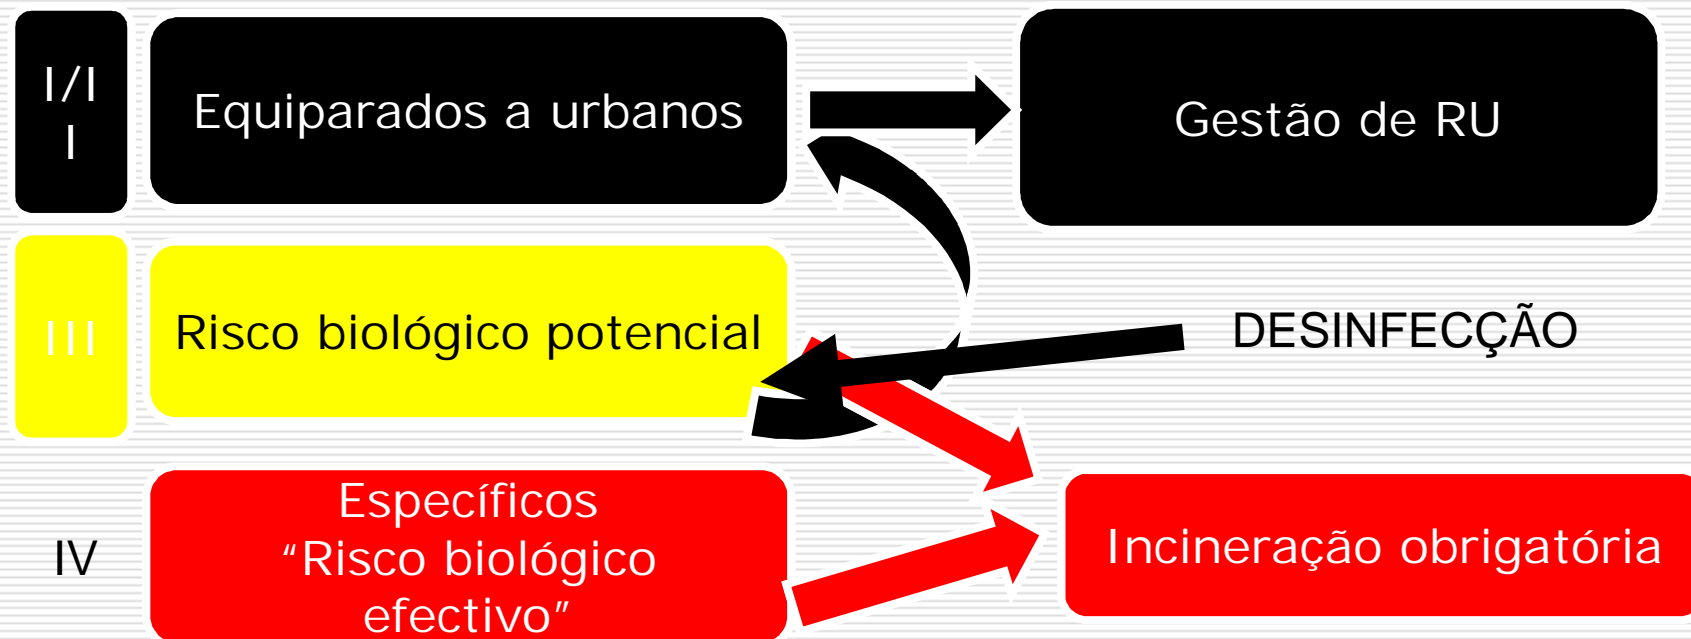 I/I
I
Equiparados a urbanos
Gestão de RU
III
Risco biológico potencial
DESINFECÇÃO
IV
Específicos
“Risco biológico
efectivo”
Incineração obrigatória